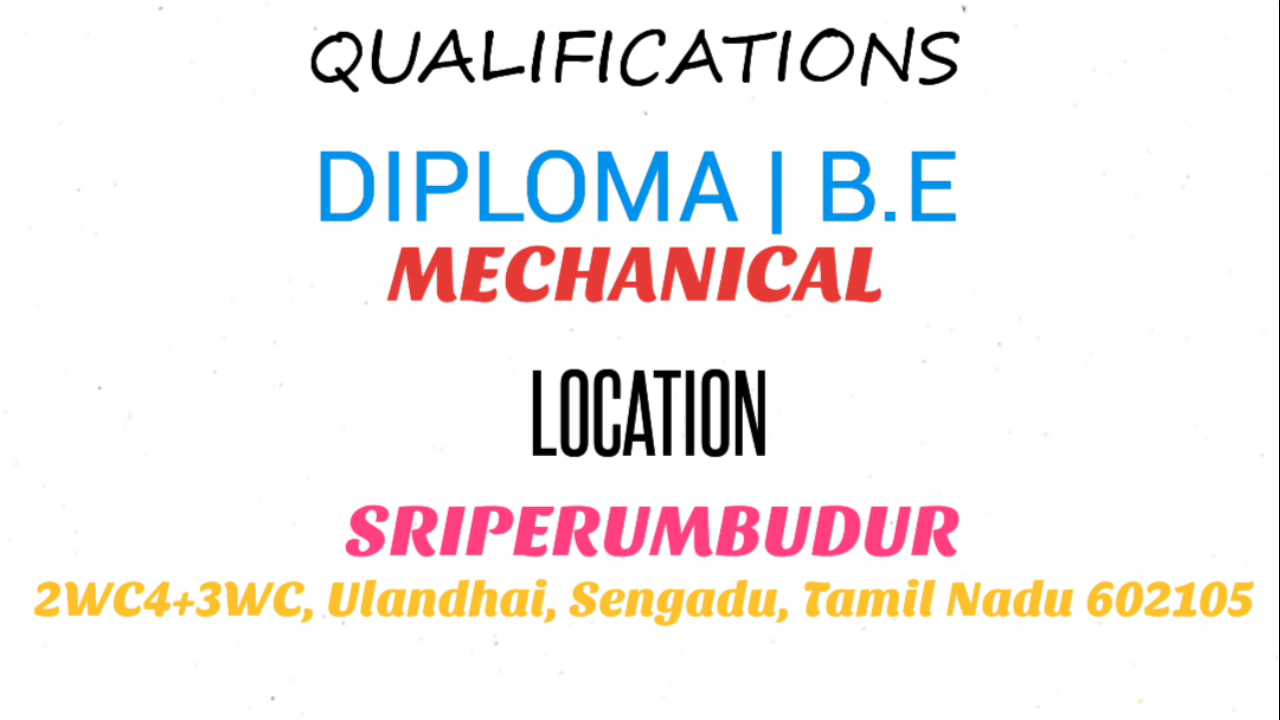 QUALIFICATIONS
DIPLOMA | B.E
MECHANICAL
LOCATION
SRIPERUMBUDUR
2WC4+3WC, Ulandhai, Sengadu, Tamil Nadu 602105